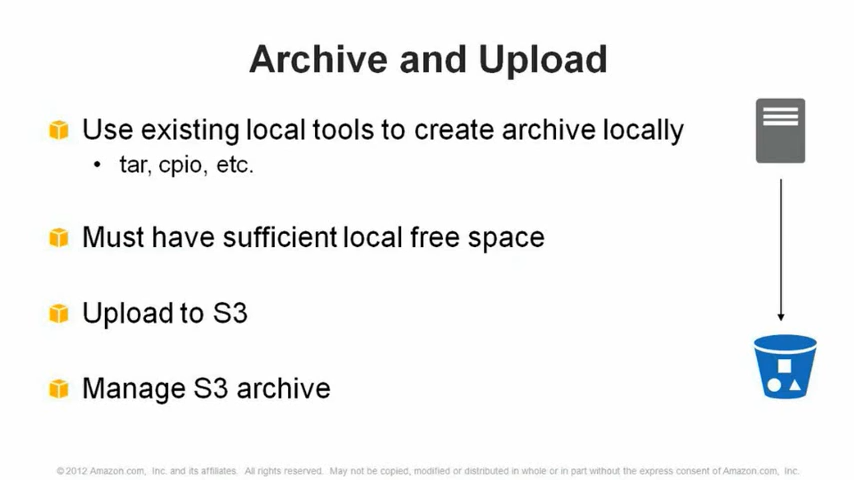 Archive and Upload
Use existing local tools to create archive locally
• tar, cpio, etc.
Must have sufficient local free space
Upload to S3
Manage S3 archive
© 2012 Amazon.com, Inc. and its affiliates. All rights reserved. May not be copied, modified or distributed in whole or in part without the express consent of Amazon.com, Inc.